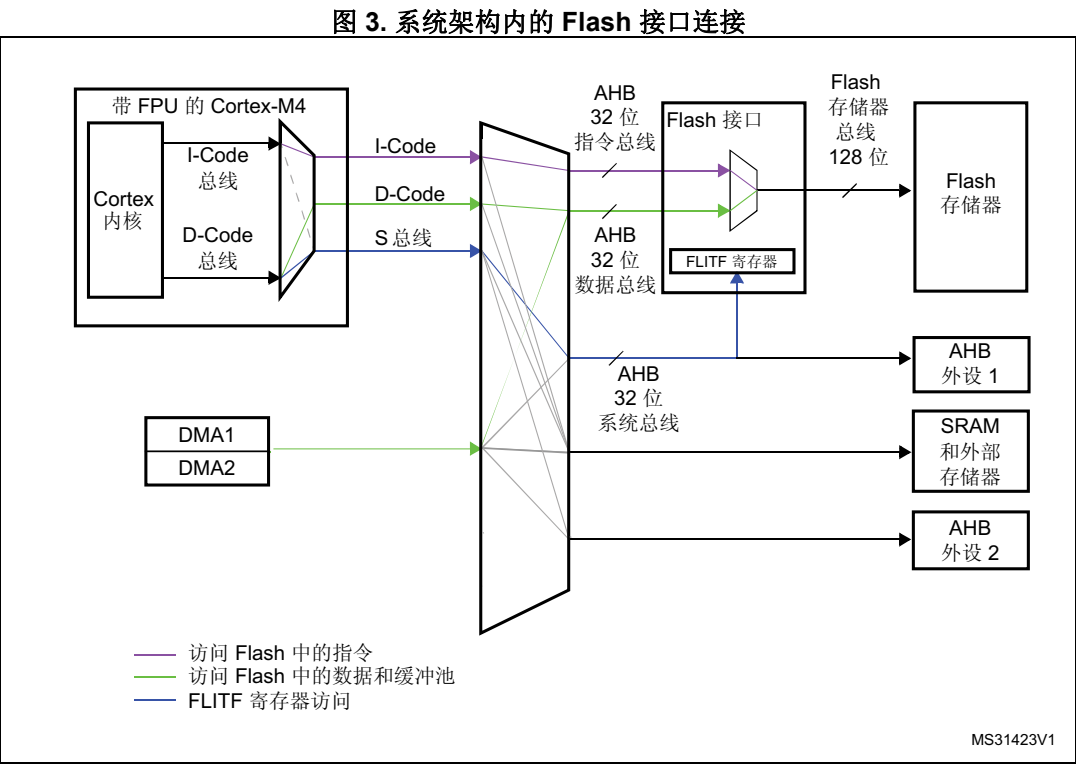 图 3. 系统架构内的 Flash 接口连接
带 FPU 的 Cortex-M4
Cortex
内核
I-Code
总线
D-Code
总线
I-Code
D-Code
S 总线
DMA1
DMA2
AHB
32 位
指令总线
AHB
32 位
数据总线
AHB
32 位
系统总线
Flash 接口
FLITF 寄存器
Flash
存储器
总线
128 位
Flash
存储器
AHB
外设 1
SRAM
和外部
存储器
AHB
外设 2
访问 Flash 中的指令
访问 Flash 中的数据和缓冲池
FLITF 寄存器访问
MS31423V1